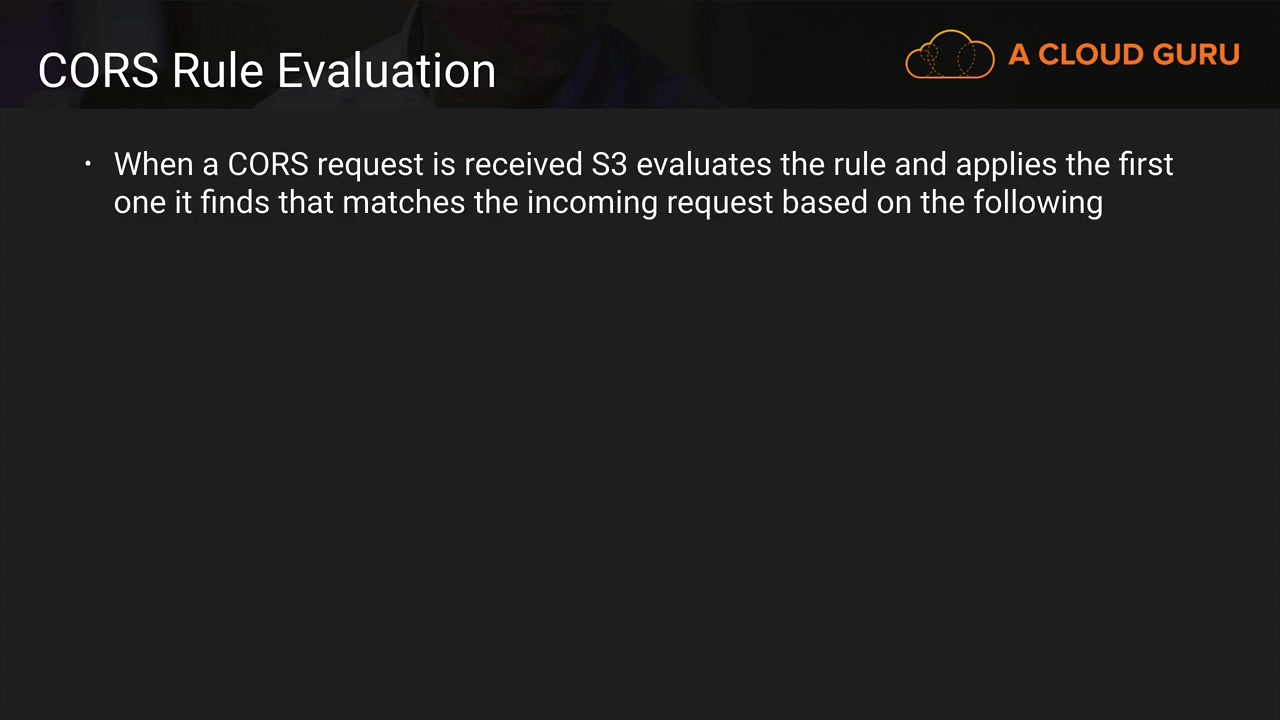 CORS Rule Evaluation
A CLOUD GURU
• When a CORS request is received S3 evaluates the rule and applies the first
one it finds that matches the incoming request based on the following